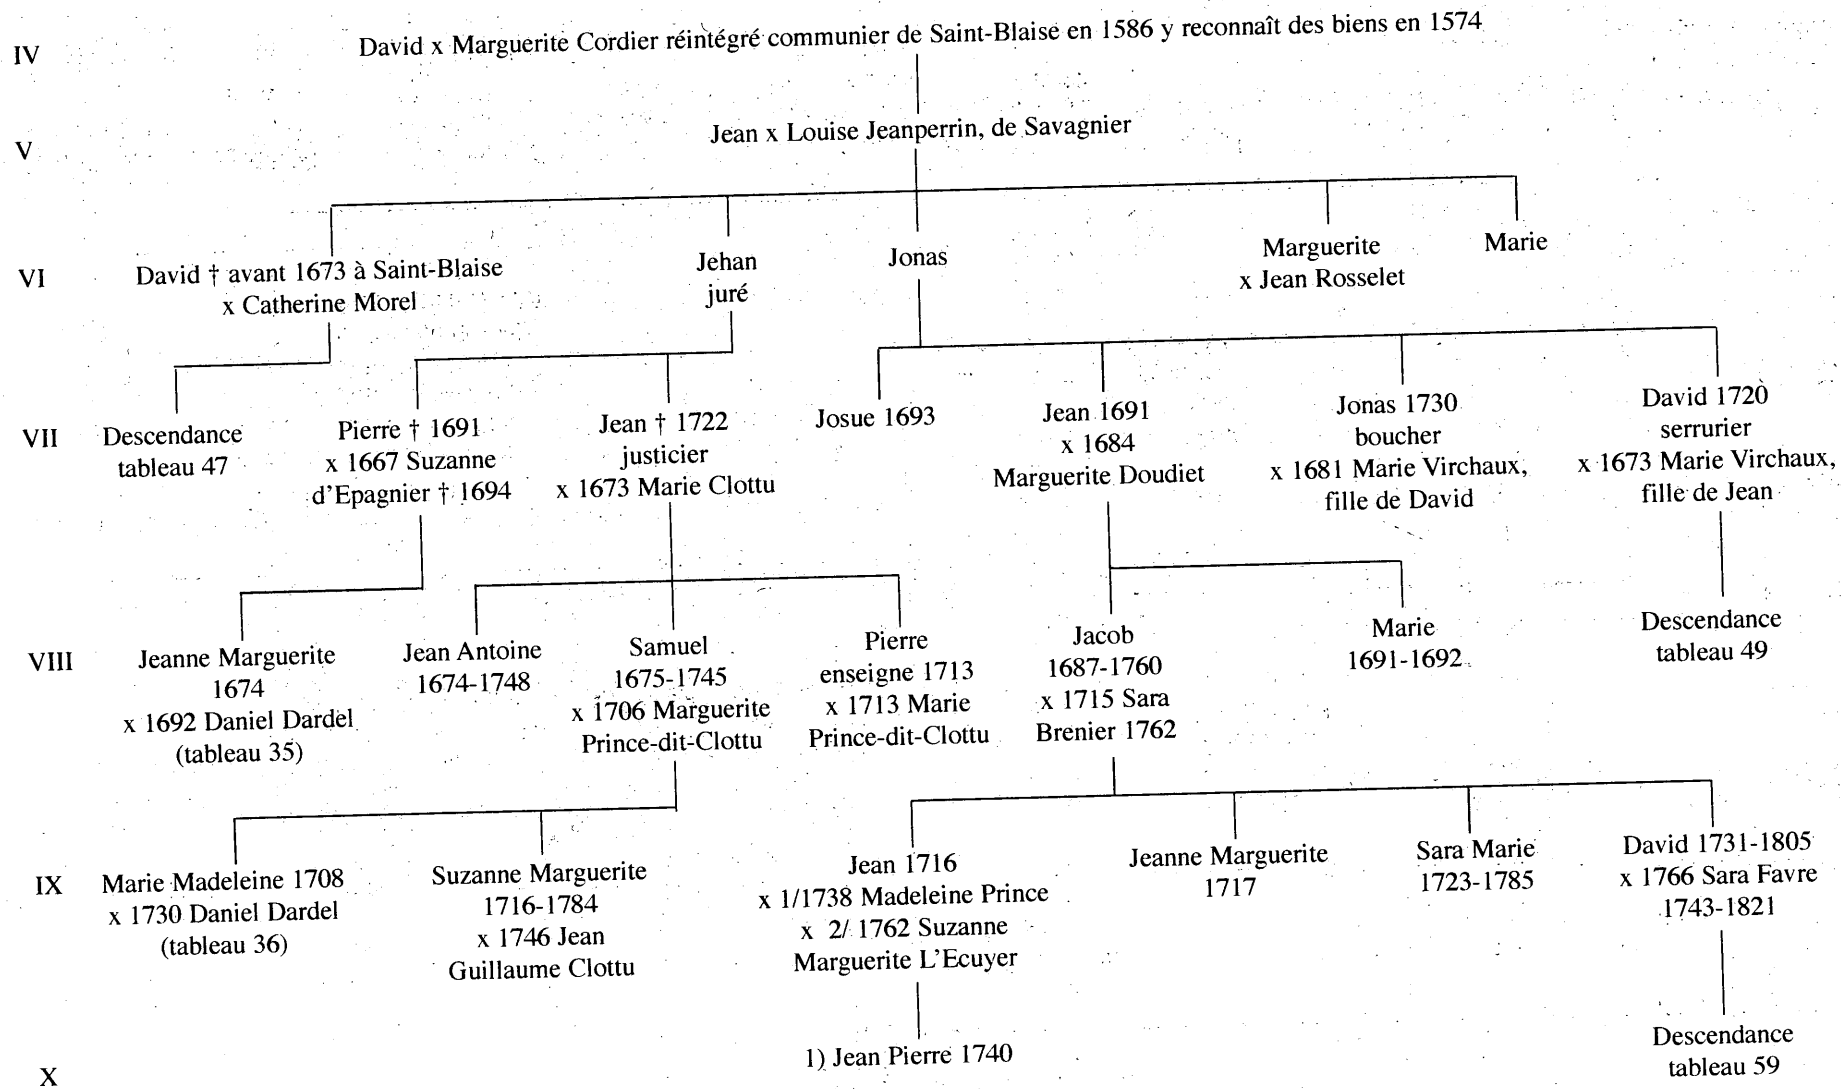 IV
David x Marguerite Cordier réintégré communier de Saint-Blaise en 1586 y reconnaît des biens en 1574
V
Jean x Louise Jeanperrin, de Savagnier
VI
David † avant 1673 à Saint-Blaise
x Catherine Morel
Jehan
juré
Jonas
Marguerite
x Jean Rosselet
Marie
VII
Descendance
tableau 47
Pierre † 1691
x 1667 Suzanne
d'Epagnier † 1694
Jean † 1722
justicier
x 1673 Marie Clottu
Josue 1693
Jean 1691
x 1684
Marguerite Doudiet
Jonas 1730
boucher
x 1681 Marie Virchaux,
fille de David
David 1720
serrurier
x 1673 Marie Virchaux,
fille de Jean
VIII
Jeanne Marguerite
1674
x 1692 Daniel Dardel
(tableau 35)
Jean Antoine
1674-1748
Samuel
1675-1745
x 1706 Marguerite
Prince-dit-Clottu
Pierre
enseigne 1713
x 1713 Marie
Prince-dit-Clottu
Jacob
1687-1760
x 1715 Sara
Brenier 1762
Marie
1691-1692
Descendance
tableau 49
IX
Marie Madeleine 1708
x 1730 Daniel Dardel
(tableau 36)
Suzanne Marguerite
1716-1784
x 1746 Jean
Guillaume Clottu
Jean 1716
x 1/1738 Madeleine Prince
x 2/ 1762 Suzanne
Marguerite L'Ecuyer
Jeanne Marguerite
1717
Sara Marie
1723-1785
David 1731-1805
x 1766 Sara Favre
1743-1821
X
1) Jean Pierre 1740
Descendance
tableau 59